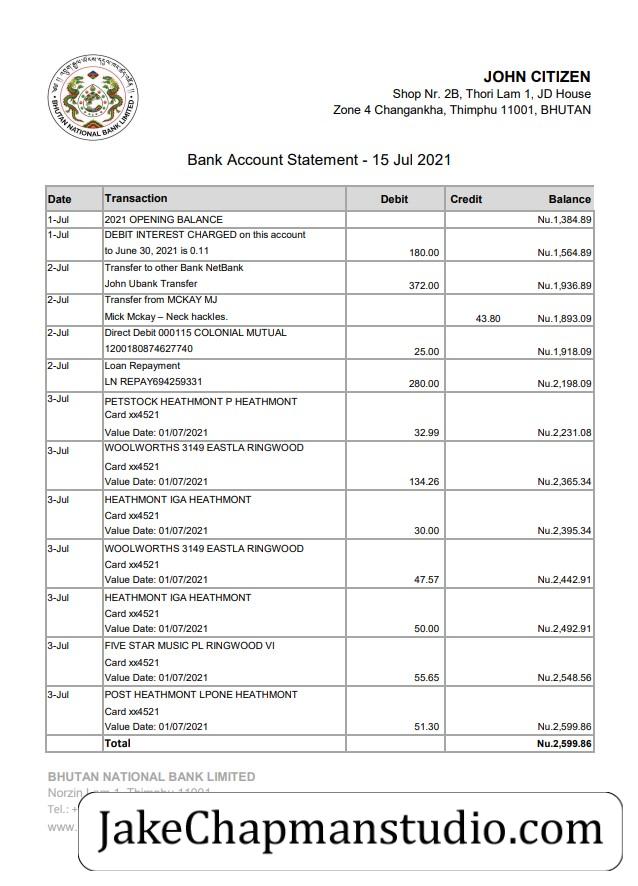 BHUTAN NATIONAL BANK LIMITED
JOHN CITIZEN
Shop Nr. 2B, Thori Lam 1, JD House
Zone 4 Changankha, Thimphu 11001, BHUTAN
Bank Account Statement - 15 Jul 2021
Date Transaction Debit Credit Balance
1-Jul 2021 OPENING BALANCE Nu.1,384.89
1-Jul DEBIT INTEREST CHARGED on this account
to June 30, 2021 is 0.11 180.00 Nu.1,564.89
2-Jul Transfer to other Bank NetBank
John Ubank Transfer 372.00 Nu.1,936.89
2-Jul Transfer from MCKAY MJ
Mick Mckay – Neck hackles. 43.80 Nu.1,893.09
2-Jul Direct Debit 000115 COLONIAL MUTUAL
1200180874627740 25.00 Nu.1,918.09
2-Jul Loan Repayment
LN REPAY694259331 280.00 Nu.2,198.09
3-Jul PETSTOCK HEATHMONT P HEATHMONT
Card xx4521
Value Date: 01/07/2021 32.99 Nu.2,231.08
3-Jul WOOLWORTHS 3149 EASTLA RINGWOOD
Card xx4521
Value Date: 01/07/2021 134.26 Nu.2,365.34
3-Jul HEATHMONT IGA HEATHMONT
Card xx4521
Value Date: 01/07/2021 30.00 Nu.2,395.34
3-Jul WOOLWORTHS 3149 EASTLA RINGWOOD
Card xx4521
Value Date: 01/07/2021 47.57 Nu.2,442.91
3-Jul HEATHMONT IGA HEATHMONT
Card xx4521
Value Date: 01/07/2021 50.00 Nu.2,492.91
3-Jul FIVE STAR MUSIC PL RINGWOOD VI
Card xx4521
Value Date: 01/07/2021 55.65 Nu.2,548.56
3-Jul POST HEATHMONT LPONE HEATHMONT
Card xx4521
Value Date: 01/07/2021 51.30 Nu.2,599.86
Total Nu.2,599.86
BHUTAN NATIONAL BANK LIMITED
Norzin Lam 1, Thimphu 11001
Tel.: +
www.
JakeChapmanstudio.com